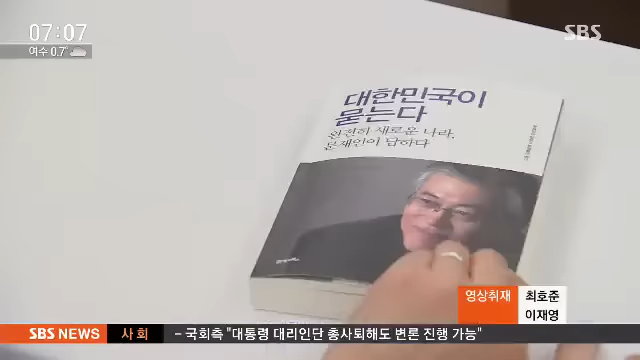 07:07
여수 0.7˚
SBS
대한민국이
묻는다
완전히 새로운 나라,
문재인이 답하다
영상취재 최호준
이재영
SBS NEWS 사 회 – 국회측 "대통령 대리인단 총사퇴해도 변론 진행 가능"